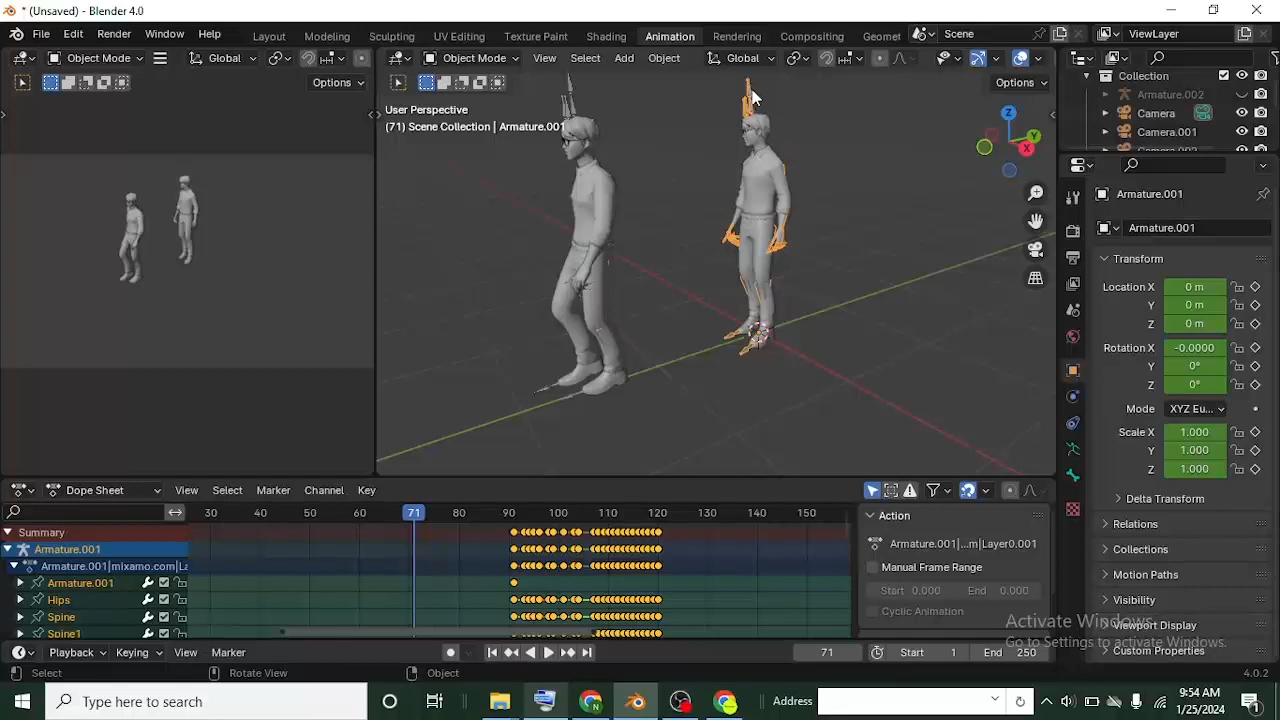 * (Unsaved) - Blender 4.0
File Edit Render Window Help
Layout Modeling Sculpting UV Editing Texture Paint Shading Animation Rendering Compositing Geomet
Scene
ViewLayer
Object Mode
Global
Object Mode
View Select Add Object
Global
Options
Options
User Perspective
(71) Scene Collection | Armature.001
Z
Y
X
Collection
Armature.002
Camera
Camera.001
Armature.001
Armature.001
Transform
Location X 0 m
Y 0 m
Z 0 m
Rotation X -0.0000
Y 0°
Z 0°
Mode XYZ Eu...
Scale X 1.000
Y 1.000
Z 1.000
Delta Transform
Relations
Collections
Motion Paths
Visibility
Viewport Display
Custom Properties
Dope Sheet View Select Marker Channel Key
30 40 60 71 80 90 100 110 120 130 140 150
Summary
Armature.001
Armature.001|mixamo.com|La
Armature.001
Hips
Spine
Spine1
Action
Armature.001|...m|Layer0.001
Manual Frame Range
Start 0.000 End 0.000
Cyclic Animation
Activate Windows
Go to Settings to activate Windows.
Playback Keying View Marker
71
Start 1
End 250
Select
Rotate View
Object
4.0.2
Type here to search
Address
9:54 AM
1/25/2024